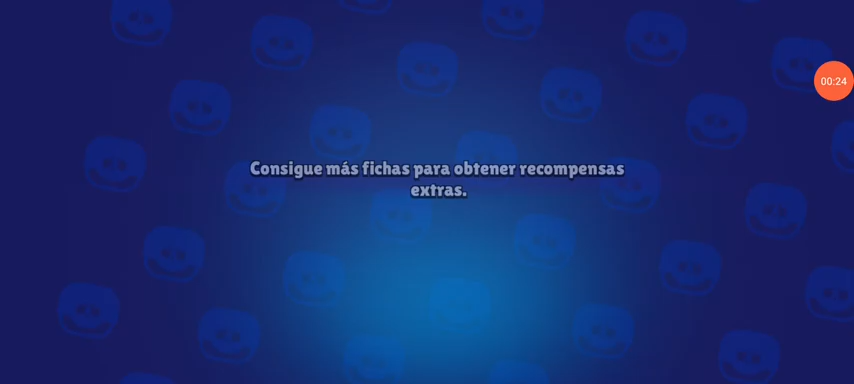 Consigue más fichas para obtener recompensas
extras.
00:24